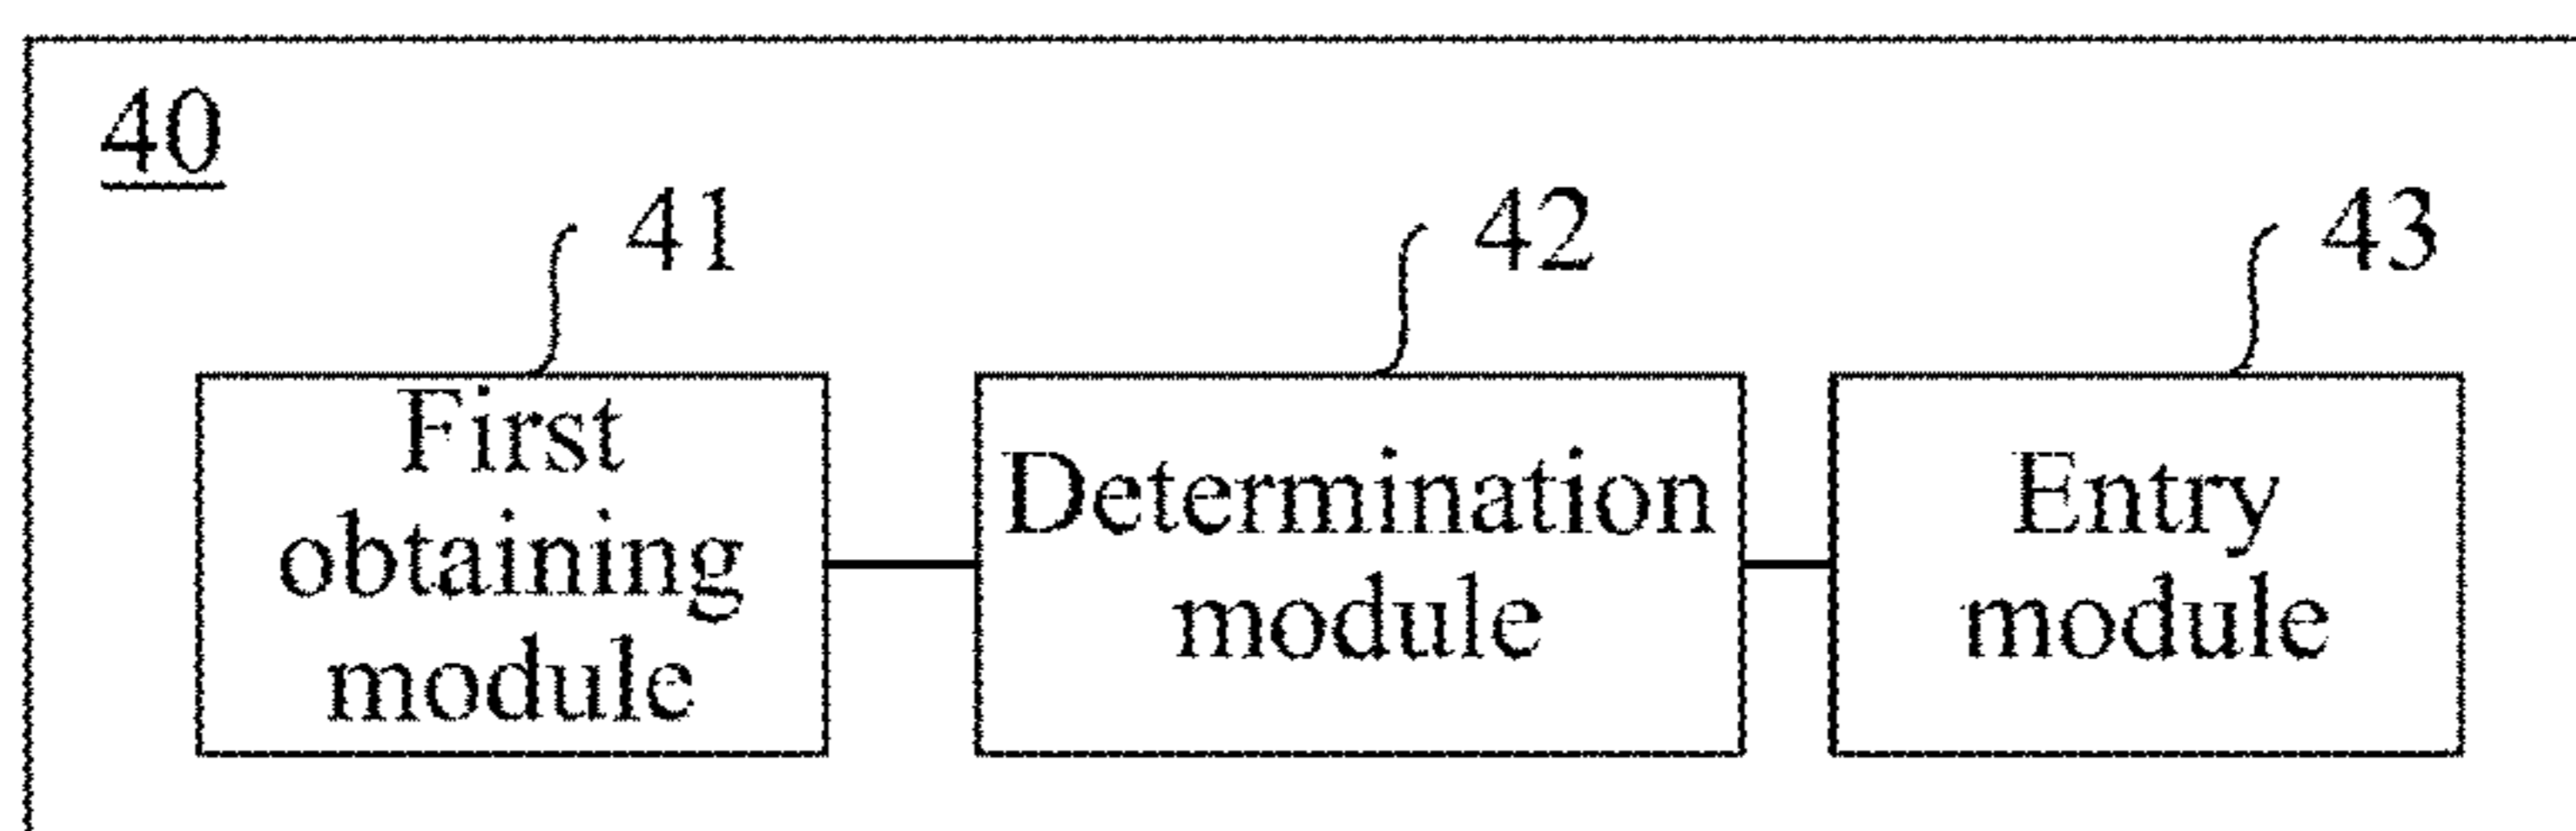 40
41
42
43
First
obtaining
module
Determination
module
Entry
module